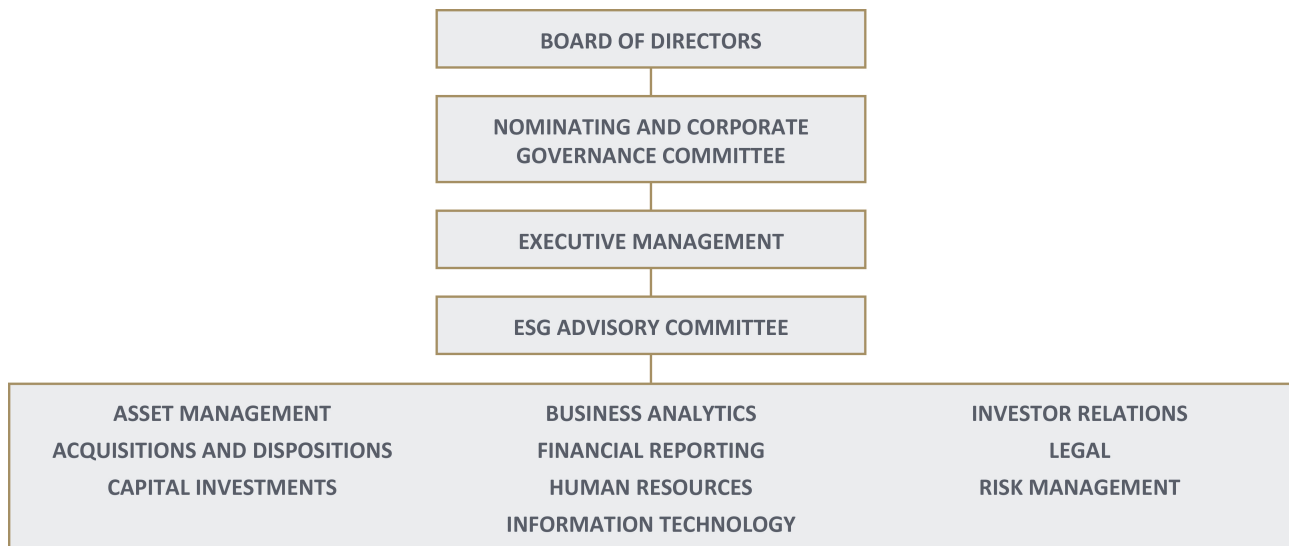 BOARD OF DIRECTORS
NOMINATING AND CORPORATE
GOVERNANCE COMMITTEE
EXECUTIVE MANAGEMENT
ESG ADVISORY COMMITTEE
ASSET MANAGEMENT
ACQUISITIONS AND DISPOSITIONS
CAPITAL INVESTMENTS
BUSINESS ANALYTICS
FINANCIAL REPORTING
HUMAN RESOURCES
INFORMATION TECHNOLOGY
INVESTOR RELATIONS
LEGAL
RISK MANAGEMENT